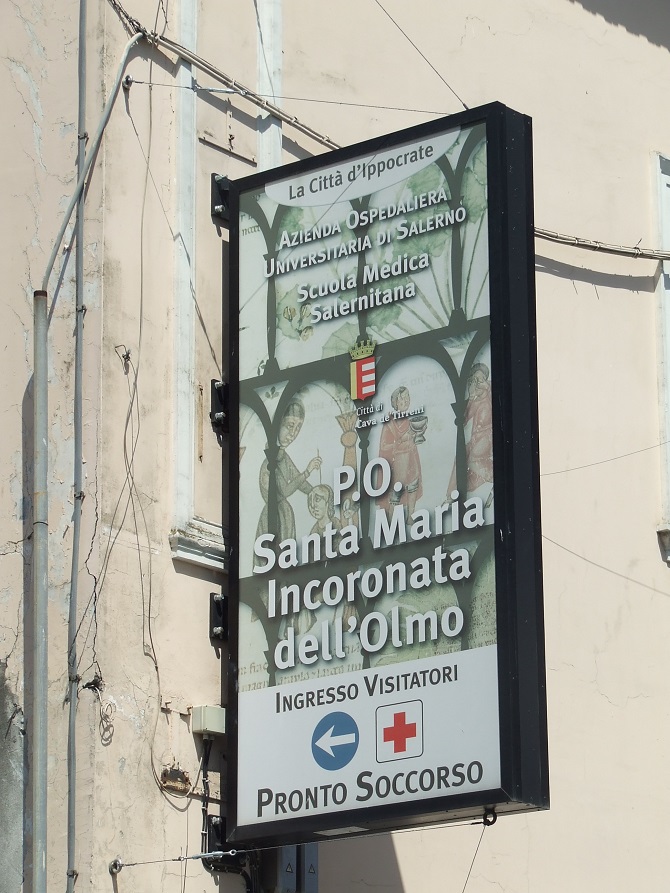 La Città d'Ippocrate
Azienda Ospedaliera
Universitaria di Salerno
Scuola Medica
Salernitana
Città di
Cava de' Tirreni
P.O.
Santa Maria
Incoronata
dell'Olmo
Ingresso Visitatori
Pronto Soccorso